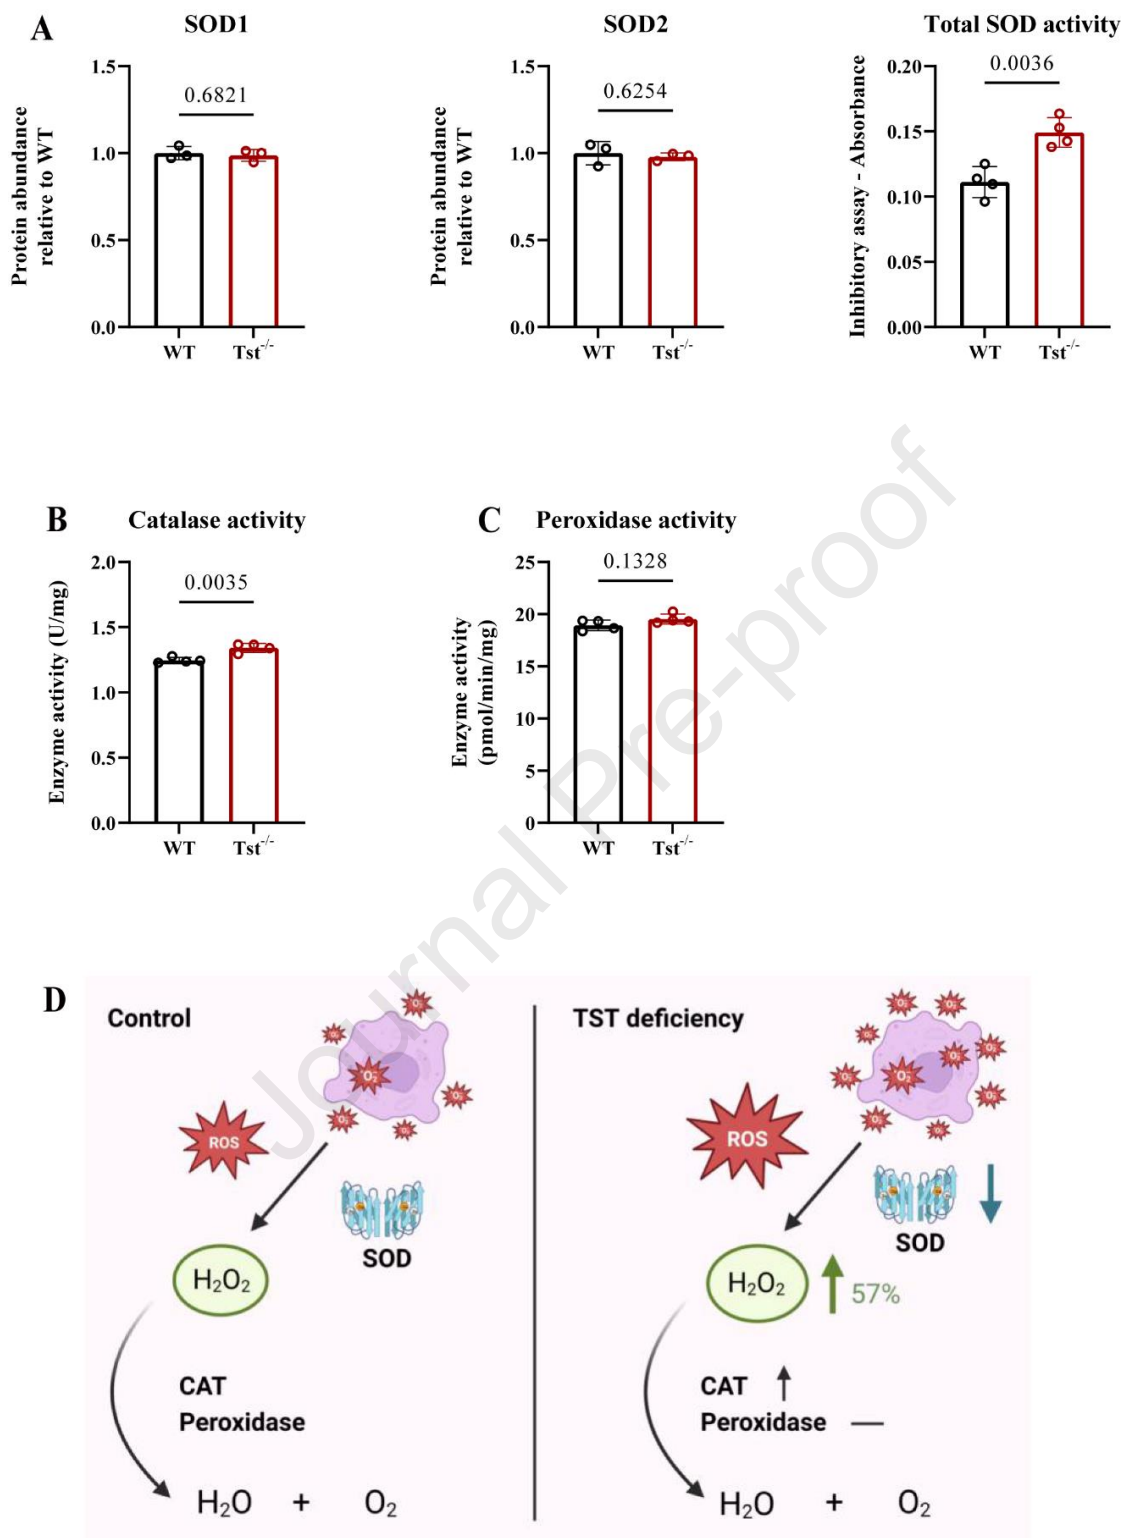 A
SOD1
SOD2
Total SOD activity
Protein abundance
relative to WT
1.5
1.0
0.5
0.0
0.6821
WT
Tst-/-
Protein abundance
relative to WT
1.5
1.0
0.5
0.0
0.6254
WT
Tst-/-
Inhibitory assay - Absorbance
0.20
0.15
0.10
0.05
0.00
0.0036
WT
Tst-/-
B
Catalase activity
Enzyme activity (U/mg)
2.0
1.5
1.0
0.5
0.0
0.0035
WT
Tst-/-
C
Peroxidase activity
Enzyme activity
(pmol/min/mg)
25
20
15
10
5
0
0.1328
WT
Tst-/-
Journal Pre-proof
D
Control
ROS
SOD
H2O2
CAT
Peroxidase
H2O + O2
TST deficiency
ROS
SOD
H2O2
57%
CAT
Peroxidase —
H2O + O2